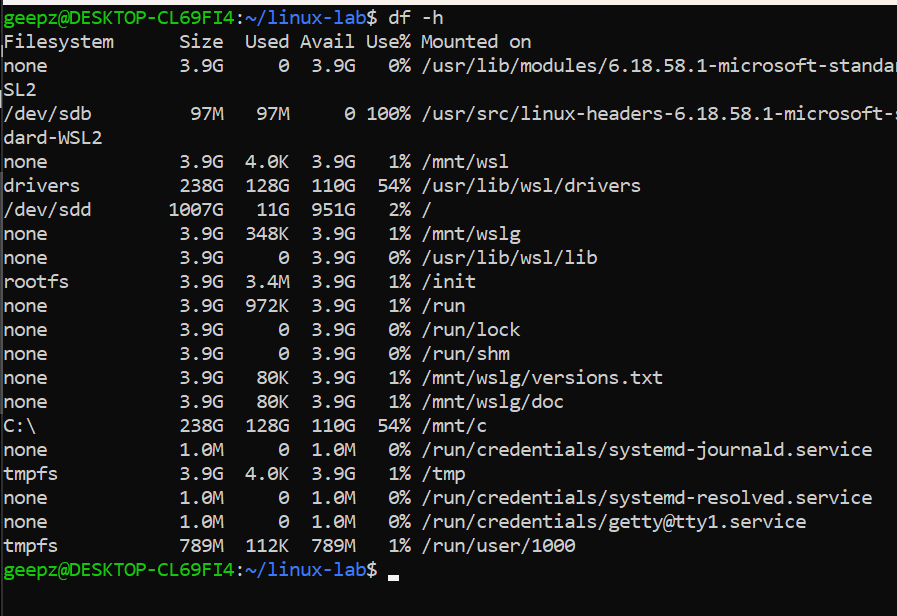 geepz@DESKTOP-CL69FI4:~/linux-lab$ df -h
Filesystem      Size  Used Avail Use% Mounted on
none            3.9G     0  3.9G   0% /usr/lib/modules/6.18.58.1-microsoft-standa
SL2
/dev/sdb         97M   97M     0 100% /usr/src/linux-headers-6.18.58.1-microsoft-s
dard-WSL2
none            3.9G  4.0K  3.9G   1% /mnt/wsl
drivers         238G  128G  110G  54% /usr/lib/wsl/drivers
/dev/sdd       1007G   11G  951G   2% /
none            3.9G  348K  3.9G   1% /mnt/wslg
none            3.9G     0  3.9G   0% /usr/lib/wsl/lib
rootfs          3.9G  3.4M  3.9G   1% /init
none            3.9G  972K  3.9G   1% /run
none            3.9G     0  3.9G   0% /run/lock
none            3.9G     0  3.9G   0% /run/shm
none            3.9G   80K  3.9G   1% /mnt/wslg/versions.txt
none            3.9G   80K  3.9G   1% /mnt/wslg/doc
C:\             238G  128G  110G  54% /mnt/c
none            1.0M     0  1.0M   0% /run/credentials/systemd-journald.service
tmpfs           3.9G  4.0K  3.9G   1% /tmp
none            1.0M     0  1.0M   0% /run/credentials/systemd-resolved.service
none            1.0M     0  1.0M   0% /run/credentials/getty@tty1.service
tmpfs           789M  112K  789M   1% /run/user/1000
geepz@DESKTOP-CL69FI4:~/linux-lab$